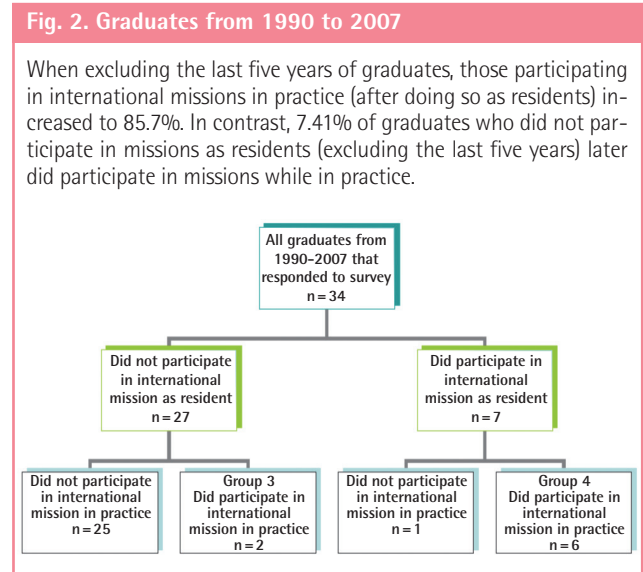 Fig. 2. Graduates from 1990 to 2007
When excluding the last five years of graduates, those participating
in international missions in practice (after doing so as residents) in-
creased to 85.7%. In contrast, 7.41% of graduates who did not par-
ticipate in missions as residents (excluding the last five years) later
did participate in missions while in practice.
All graduates from
1990-2007 that
responded to survey
n=34
Did not participate
in international
mission as resident
n=27
Did participate in
international
mission as resident
n=7
Did not participate
in international
mission in practice
n=25
Group 3
Did participate in
international
mission in practice
n=2
Did not participate
in international
mission in practice
n=1
Group 4
Did participate in
international
mission in practice
n=6